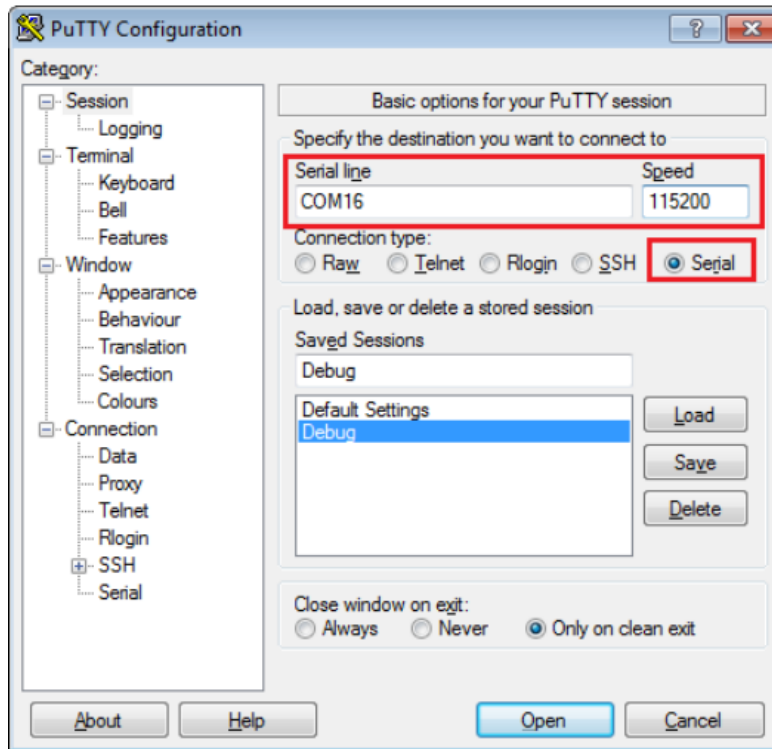 PuTTY Configuration
Category:
Session
Logging
Terminal
Keyboard
Bell
Features
Window
Appearance
Behaviour
Translation
Selection
Colours
Connection
Data
Proxy
Telnet
Rlogin
SSH
Serial
Basic options for your PuTTY session
Specify the destination you want to connect to
Serial line Speed
COM16 115200
Connection type:
Raw Telnet Rlogin SSH Serial
Load, save or delete a stored session
Saved Sessions
Debug
Default Settings
Debug
Load
Save
Delete
Close window on exit:
Always Never Only on clean exit
About Help Open Cancel